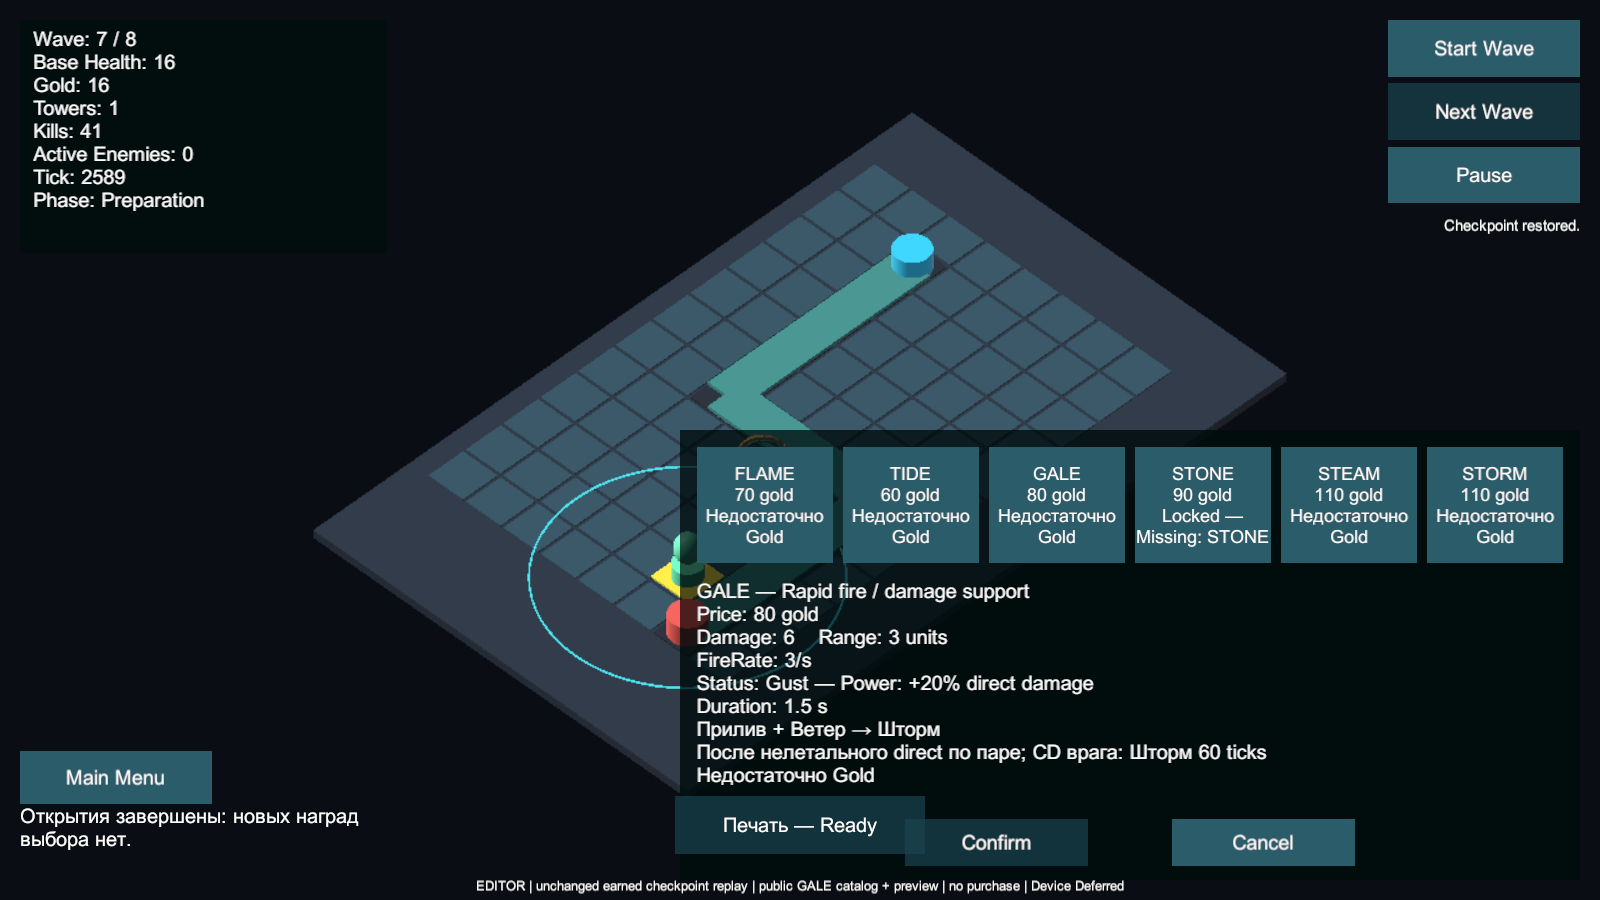 Wave: 7 / 8
Base Health: 16
Gold: 16
Towers: 1
Kills: 41
Active Enemies: 0
Tick: 2589
Phase: Preparation
Start Wave
Next Wave
Pause
Checkpoint restored.
FLAME
70 gold
Недостаточно
Gold
TIDE
60 gold
Недостаточно
Gold
GALE
80 gold
Недостаточно
Gold
STONE
90 gold
Locked —
Missing: STONE
STEAM
110 gold
Недостаточно
Gold
STORM
110 gold
Недостаточно
Gold
GALE — Rapid fire / damage support
Price: 80 gold
Damage: 6    Range: 3 units
FireRate: 3/s
Status: Gust — Power: +20% direct damage
Duration: 1.5 s
Прилив + Ветер → Шторм
После нелетального direct по паре; CD врага: Шторм 60 ticks
Недостаточно Gold
Печать — Ready
Confirm
Cancel
Main Menu
Открытия завершены: новых наград
выбора нет.
EDITOR | unchanged earned checkpoint replay | public GALE catalog + preview | no purchase | Device Deferred